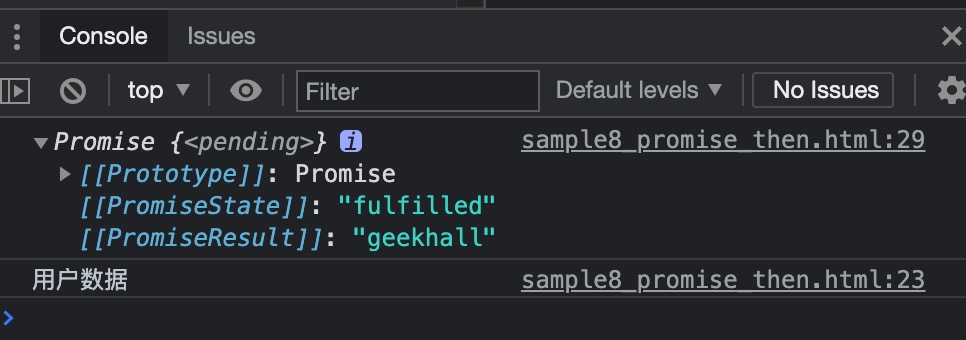 Console Issues
top Filter Default levels No Issues
Promise {<pending>} i sample8_promise_then.html:29
[[Prototype]]: Promise
[[PromiseState]]: "fulfilled"
[[PromiseResult]]: "geekhall"
用户数据 sample8_promise_then.html:23